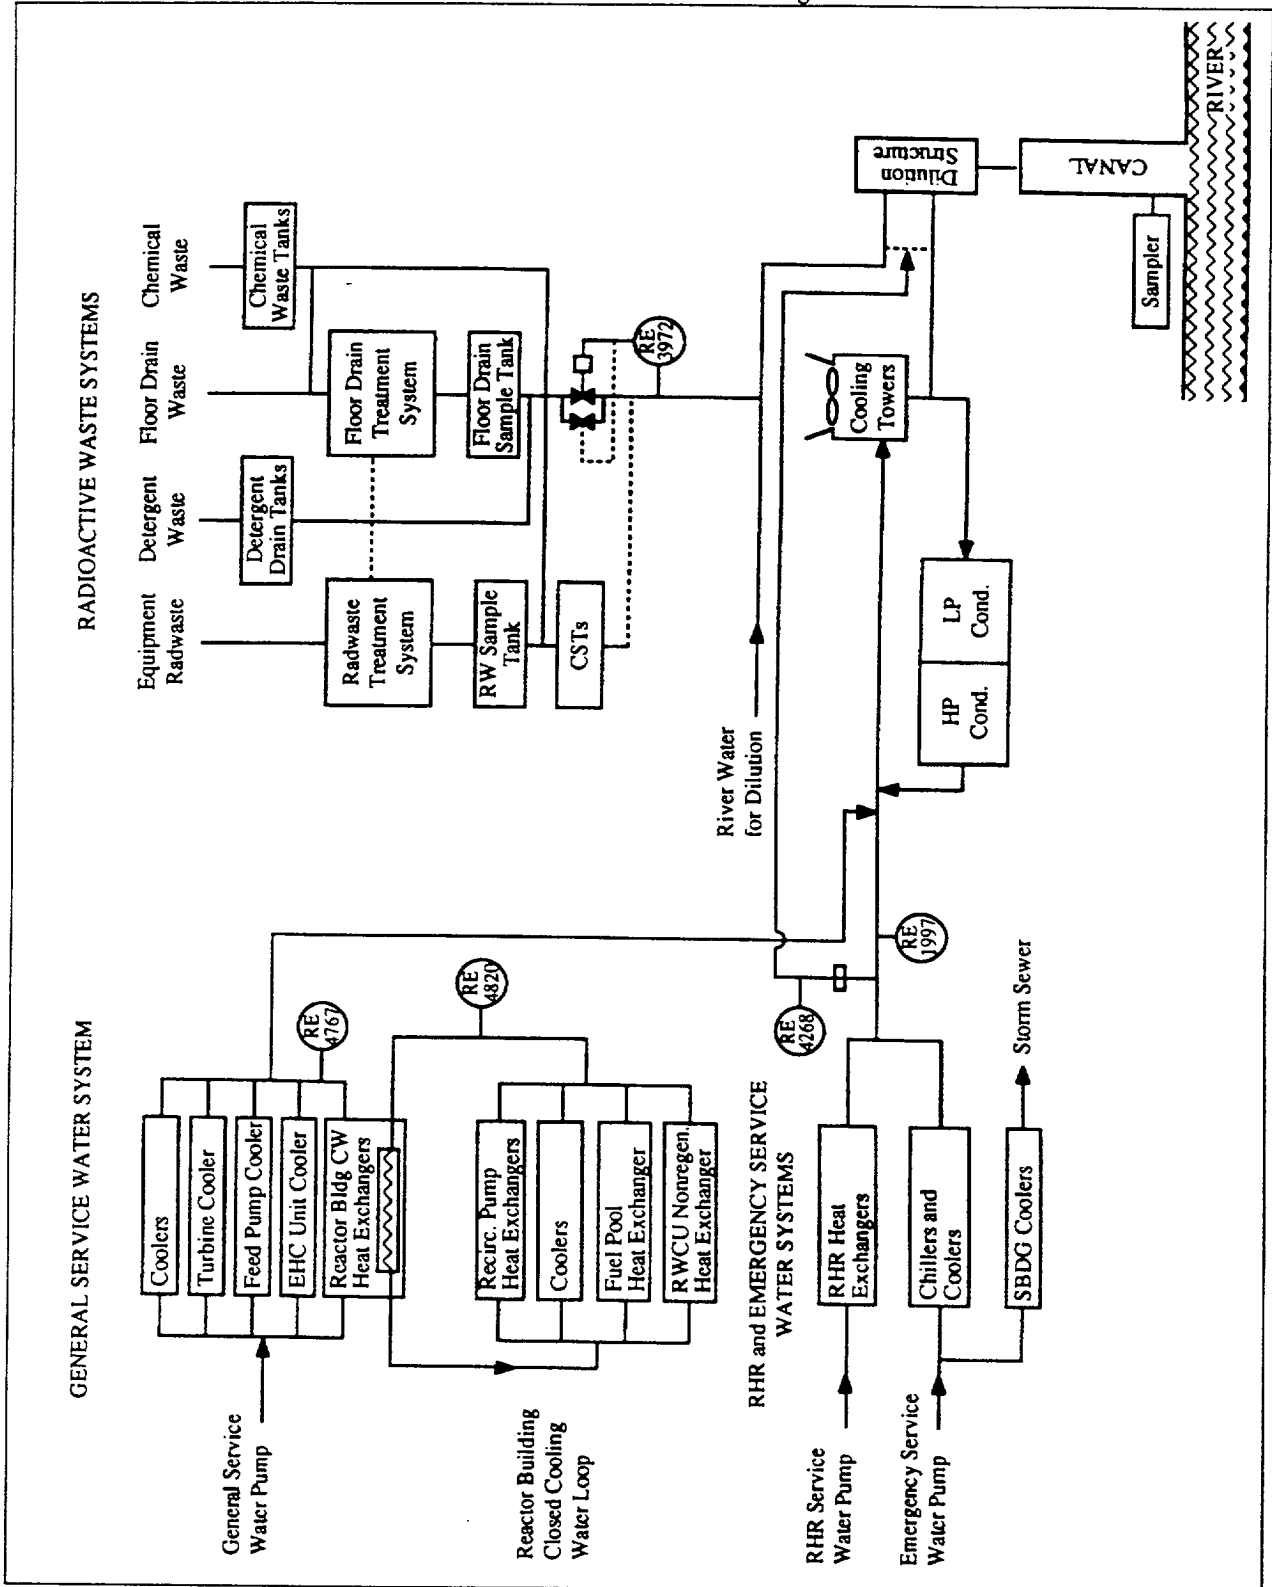 GENERAL SERVICE WATER SYSTEM
RADIOACTIVE WASTE SYSTEMS
General Service
Water Pump
Coolers
Turbine Cooler
Feed Pump Cooler
EHC Unit Cooler
Reactor Bldg CW
Heat Exchangers
RE
4767
RE
4820
Reactor Building
Closed Cooling
Water Loop
Recirc. Pump
Heat Exchangers
Coolers
Fuel Pool
Heat Exchanger
RWCU Nonregen.
Heat Exchanger
RHR and EMERGENCY SERVICE
WATER SYSTEMS
RHR Service
Water Pump
RHR Heat
Exchangers
Emergency Service
Water Pump
Chillers and
Coolers
SBDG Coolers
Storm Sewer
RE
4268
RE
1997
Equipment
Radwaste
Detergent
Waste
Floor Drain
Waste
Chemical
Waste
Detergent
Drain Tanks
Chemical
Waste Tanks
Radwaste
Treatment
System
Floor Drain
Treatment
System
RW Sample
Tank
Floor Drain
Sample Tank
CSTs
RE
3972
River Water
for Dilution
Cooling
Towers
HP
Cond.
LP
Cond.
Dilution
Structure
CANAL
Sampler
RIVER